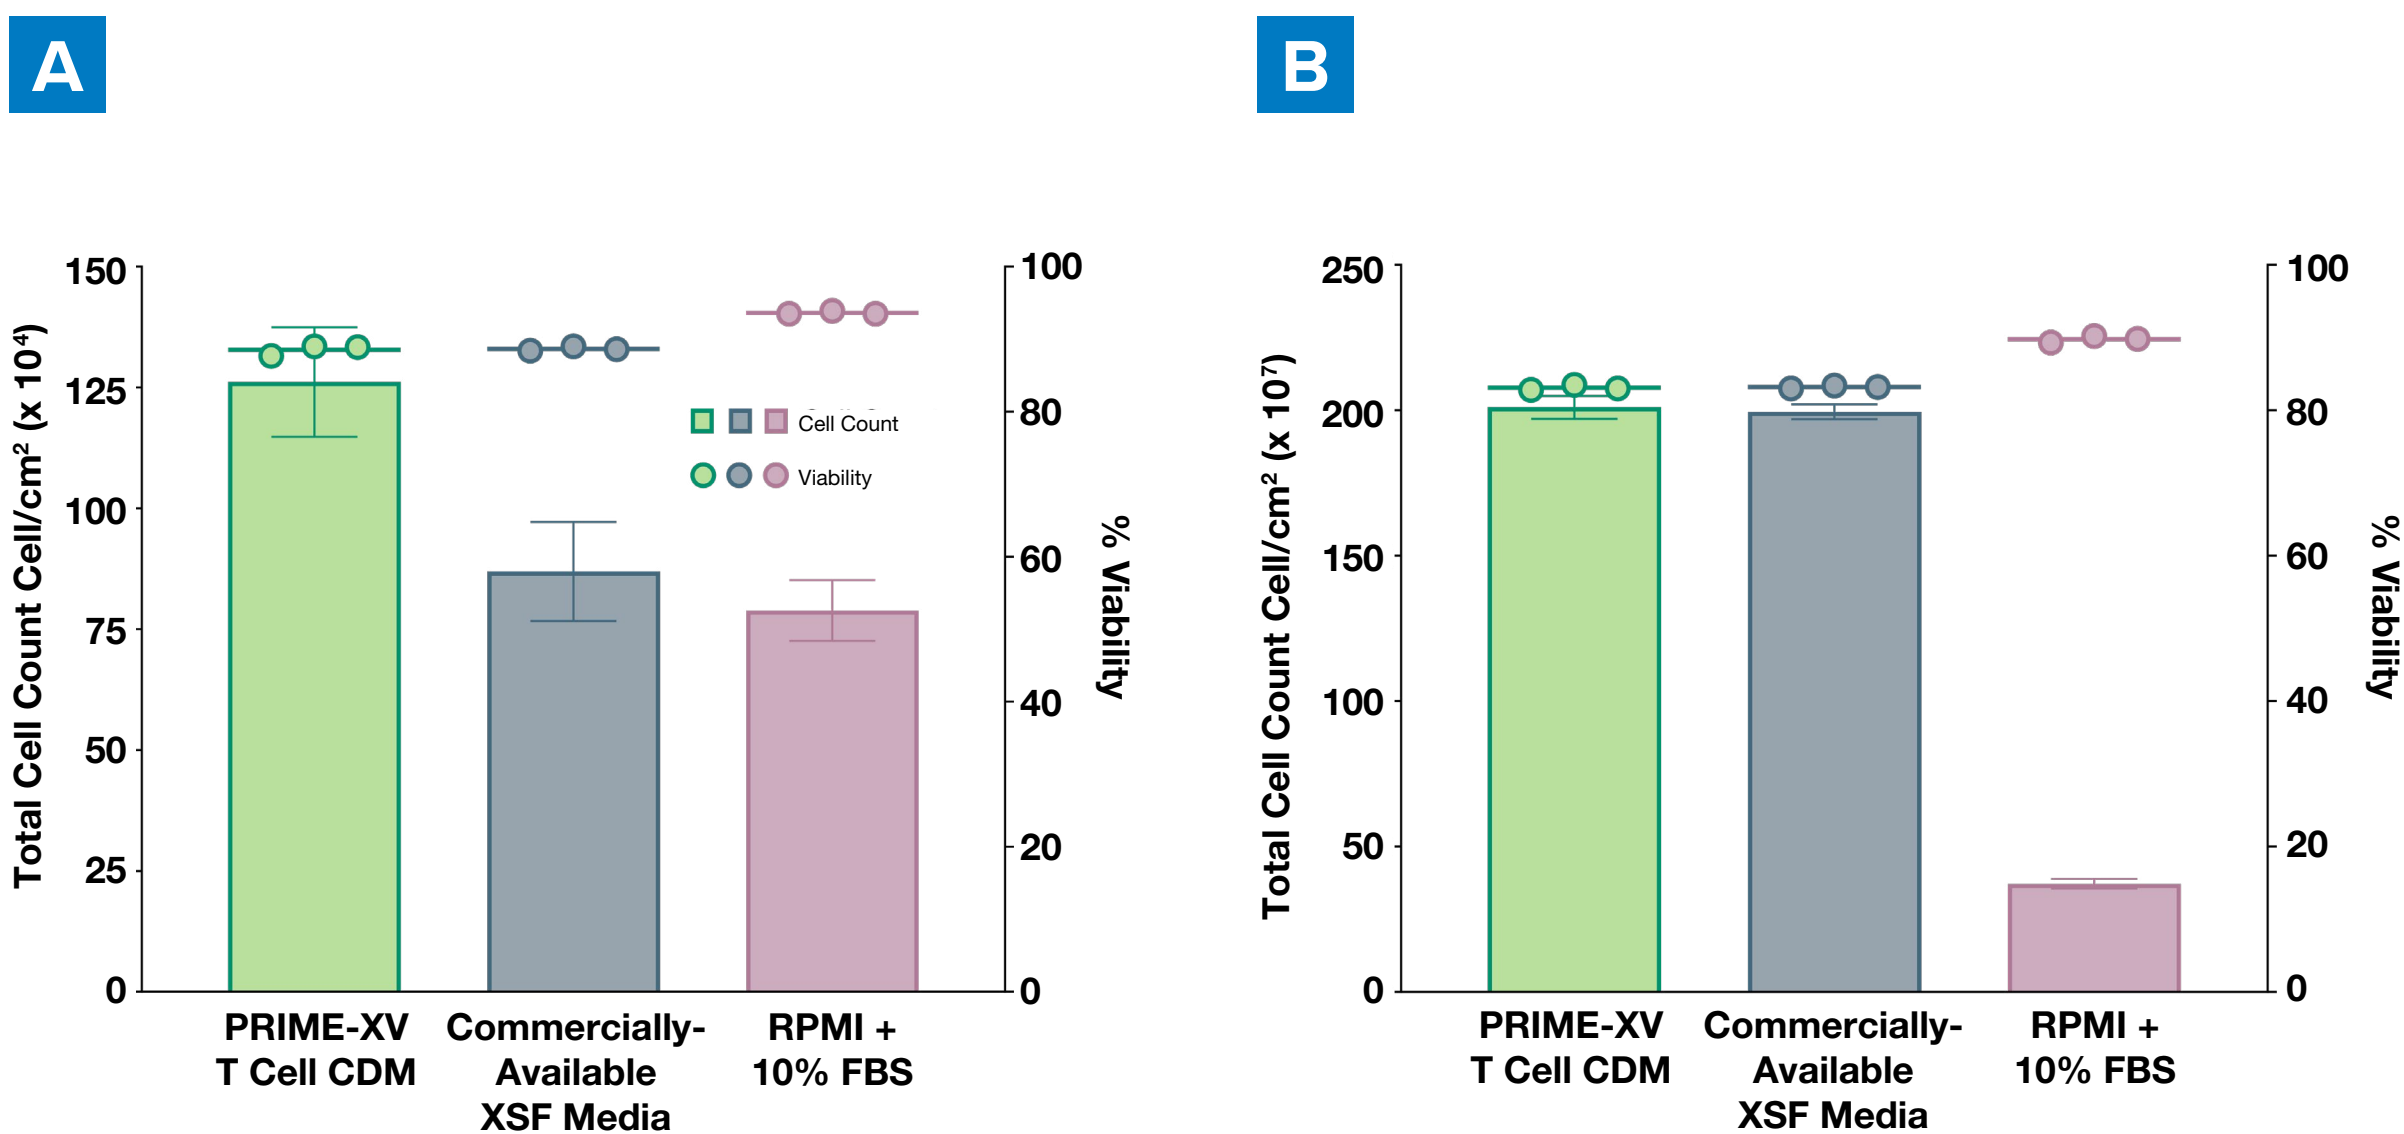 A
B
Total Cell Count Cell/cm² (x 10⁴)
150
125
100
75
50
25
0
100
80
60
40
20
0
% Viability
Cell Count
Viability
PRIME-XV
T Cell CDM
Commercially-
Available
XSF Media
RPMI +
10% FBS
Total Cell Count Cell/cm² (x 10⁷)
250
200
150
100
50
0
100
80
60
40
20
0
% Viability
PRIME-XV
T Cell CDM
Commercially-
Available
XSF Media
RPMI +
10% FBS